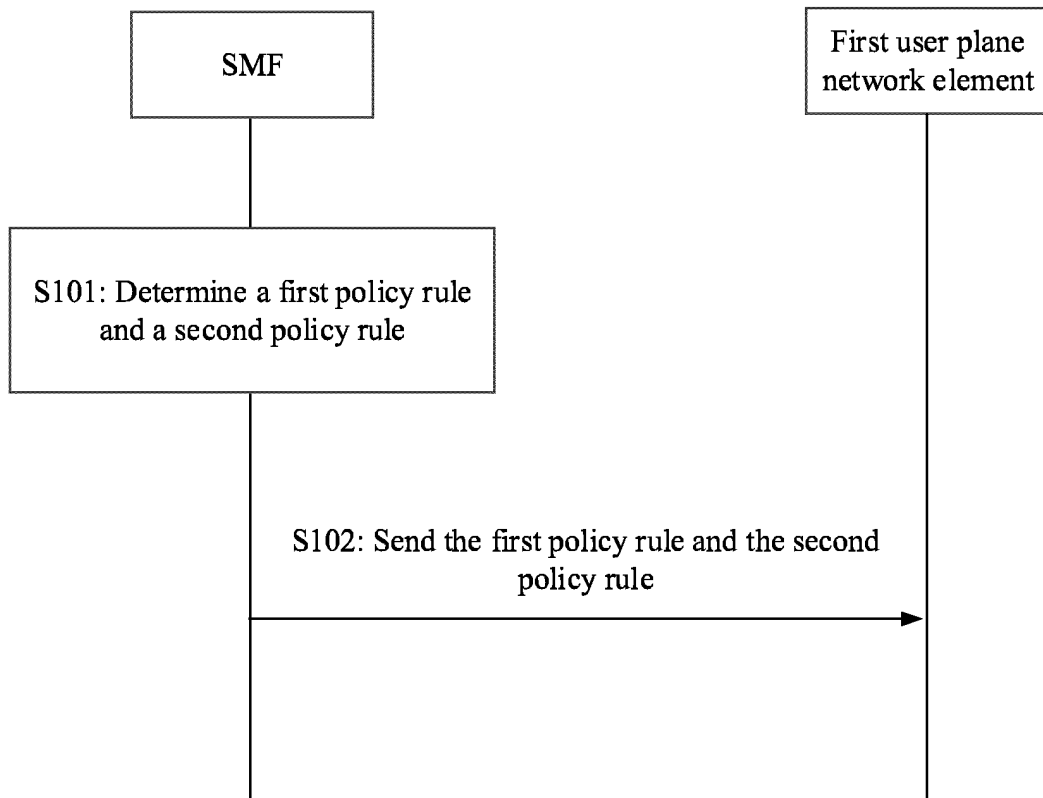 SMF
First user plane
network element
S101: Determine a first policy rule
and a second policy rule
S102: Send the first policy rule and the second
policy rule